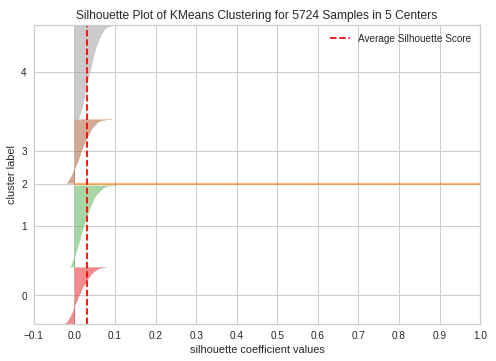 Silhouette Plot of KMeans Clustering for 5724 Samples in 5 Centers
Average Silhouette Score
cluster label
4
3
2
1
0
−0.1 0.0 0.1 0.2 0.3 0.4 0.5 0.6 0.7 0.8 0.9 1.0
silhouette coefficient values